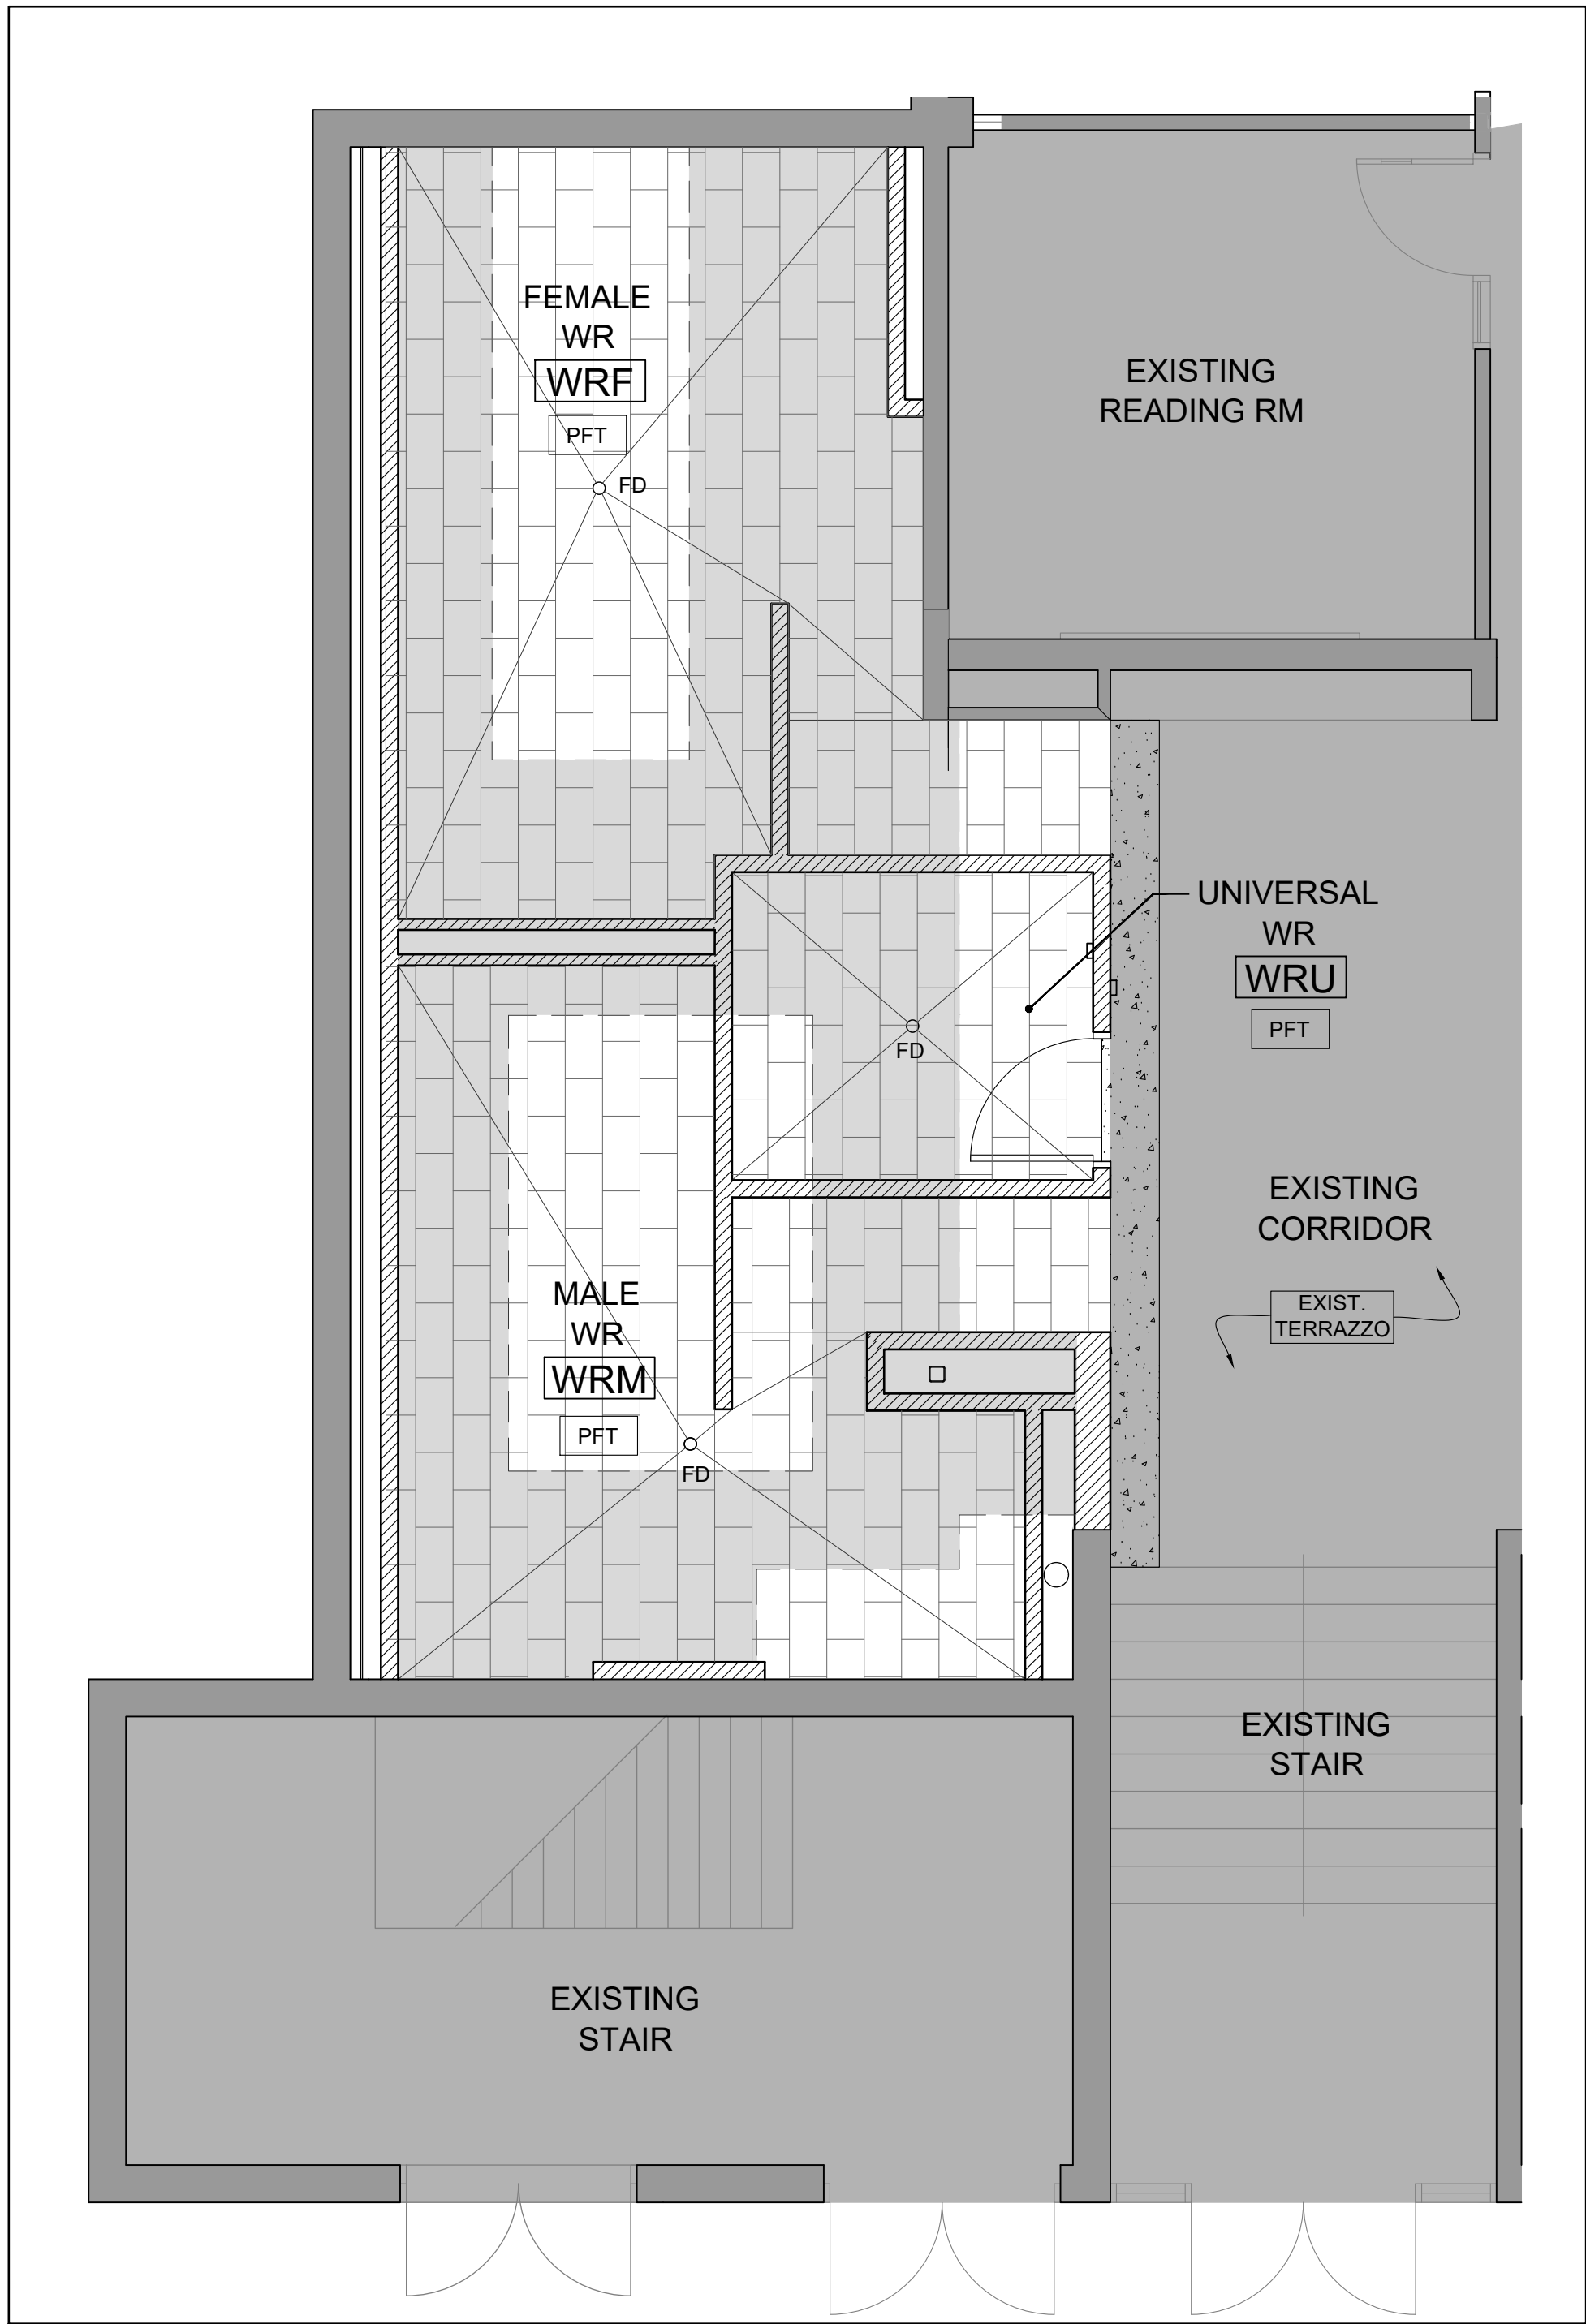 FEMALE
WR
WRF
PFT
FD
EXISTING
READING RM
UNIVERSAL
WR
WRU
PFT
FD
EXISTING
CORRIDOR
EXIST.
TERRAZZO
MALE
WR
WRM
PFT
FD
EXISTING
STAIR
EXISTING
STAIR